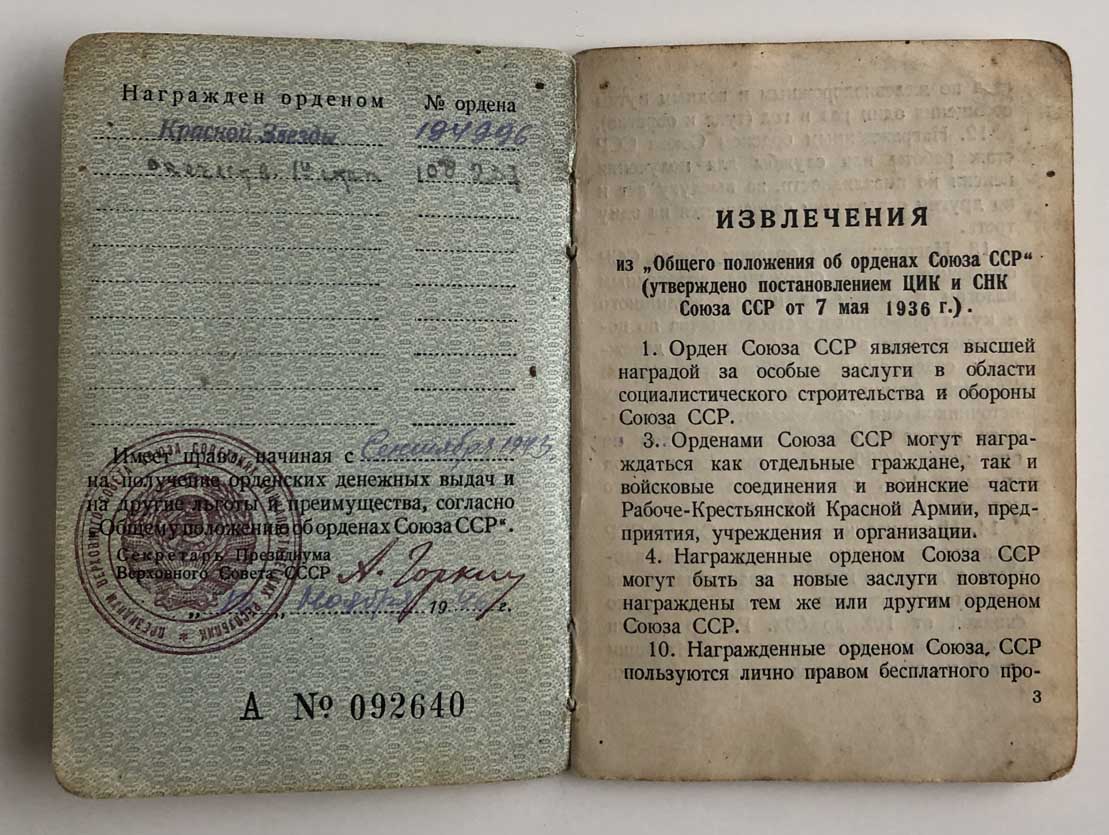 Награжден орденом
№ ордена
Красной Звезды
194996
Имеет право, начиная с Сентября 1943
на получение орденских денежных выдач и
на другие льготы и преимущества, согласно
„Общему положению об орденах Союза ССР“.
Секретарь Президиума
Верховного Совета СССР А. Горкин
„ “ Ноября 1946 г.
А № 092640
ИЗВЛЕЧЕНИЯ
из „Общего положения об орденах Союза ССР“
(утверждено постановлением ЦИК и СНК
Союза ССР от 7 мая 1936 г.).
1. Орден Союза ССР является высшей
наградой за особые заслуги в области
социалистического строительства и обороны
Союза ССР.
3. Орденами Союза ССР могут награ-
ждаться как отдельные граждане, так и
войсковые соединения и воинские части
Рабоче-Крестьянской Красной Армии, пред-
приятия, учреждения и организации.
4. Награжденные орденом Союза ССР
могут быть за новые заслуги повторно
награждены тем же или другим орденом
Союза ССР.
10. Награжденные орденом Союза, ССР
пользуются лично правом бесплатного про-
3